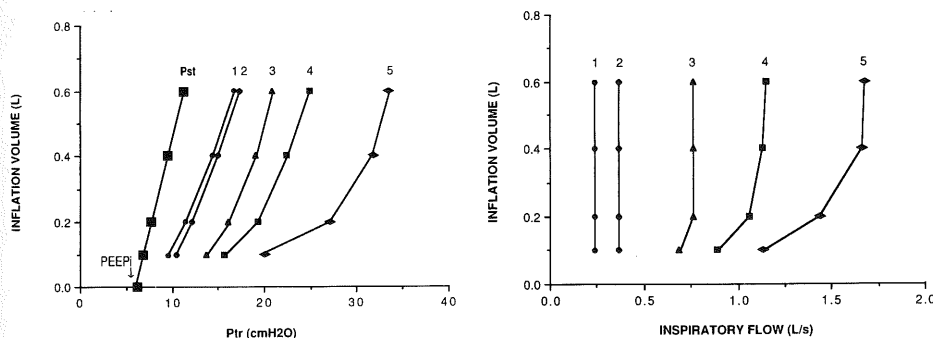 0.8
0.6
0.4
0.2
0.0
INFLATION VOLUME (L)
Pst
1 2 3 4 5
PEEP
0 10 20 30 40
Ptr (cmH2O)
0.8
0.6
0.4
0.2
0.0
INFLATION VOLUME (L)
1 2 3 4 5
0.0 0.5 1.0 1.5 2.0
INSPIRATORY FLOW (L/s)